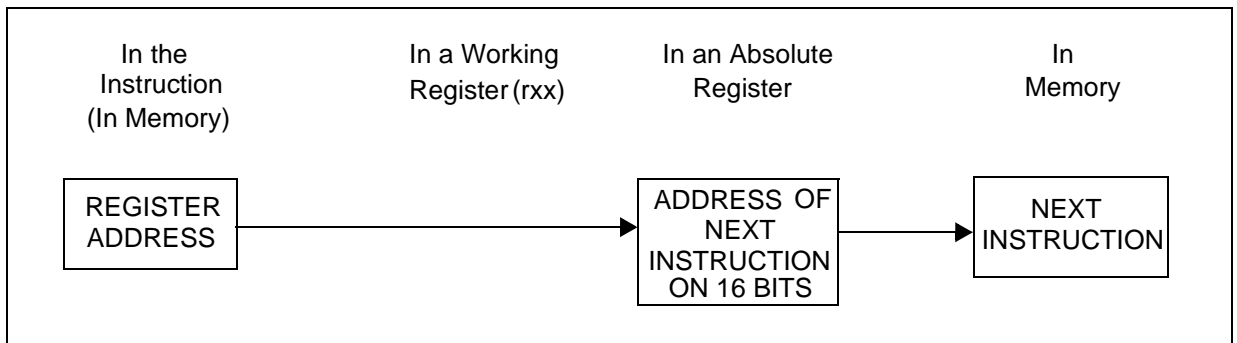 In the
Instruction
(In Memory)
In a Working
Register (rxx)
In an Absolute
Register
In
Memory
REGISTER
ADDRESS
ADDRESS OF
NEXT
INSTRUCTION
ON 16 BITS
NEXT
INSTRUCTION